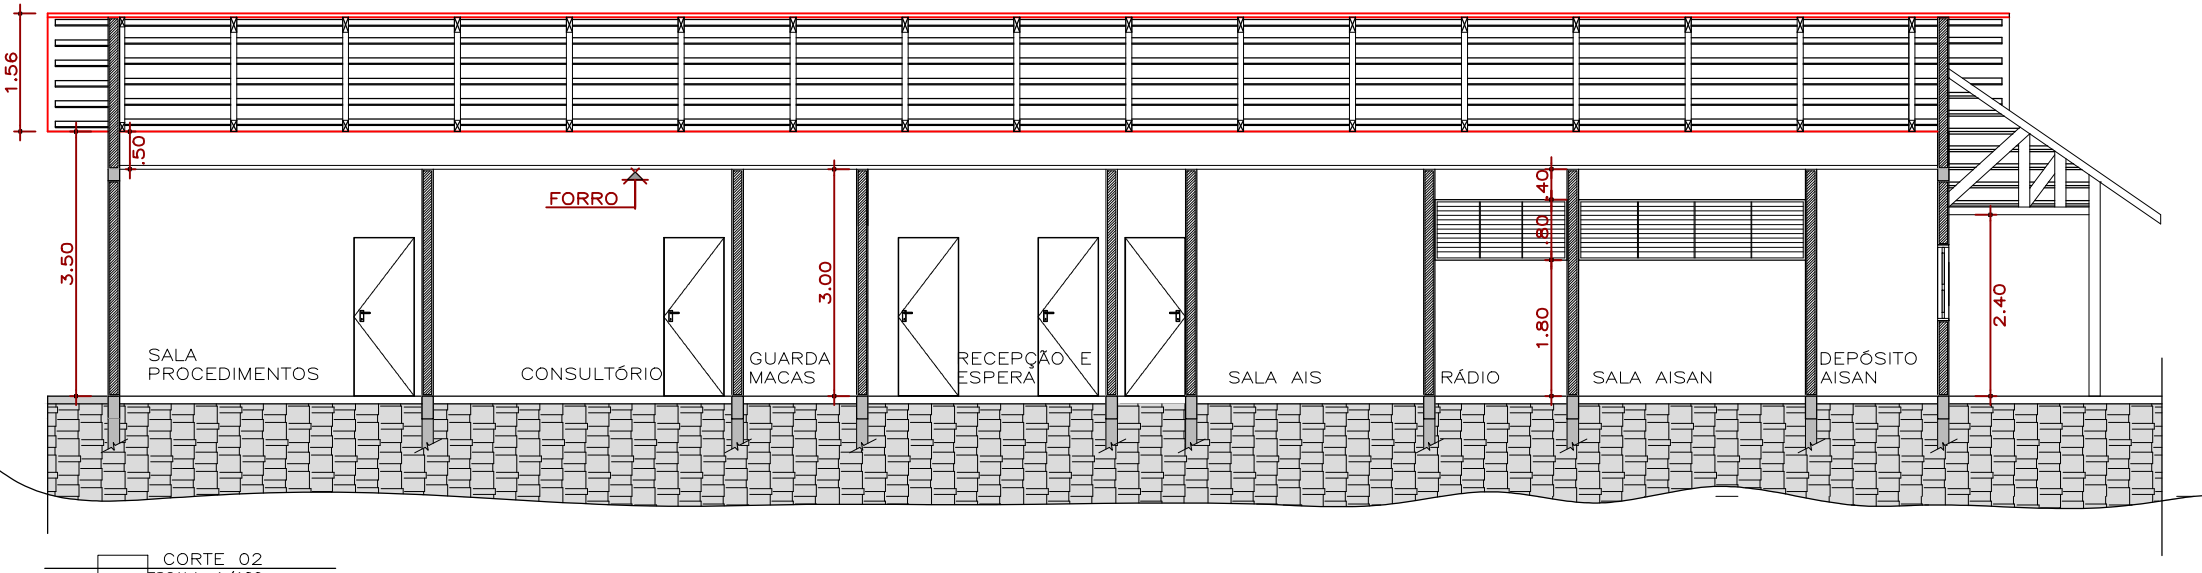 1.56
.50
3.50
FORRO
3.00
.40
.80
1.80
2.40
SALA
PROCEDIMENTOS
CONSULTÓRIO
GUARDA
MACAS
RECEPÇÃO E
ESPERA
SALA AIS
RÁDIO
SALA AISAN
DEPÓSITO
AISAN
CORTE 02